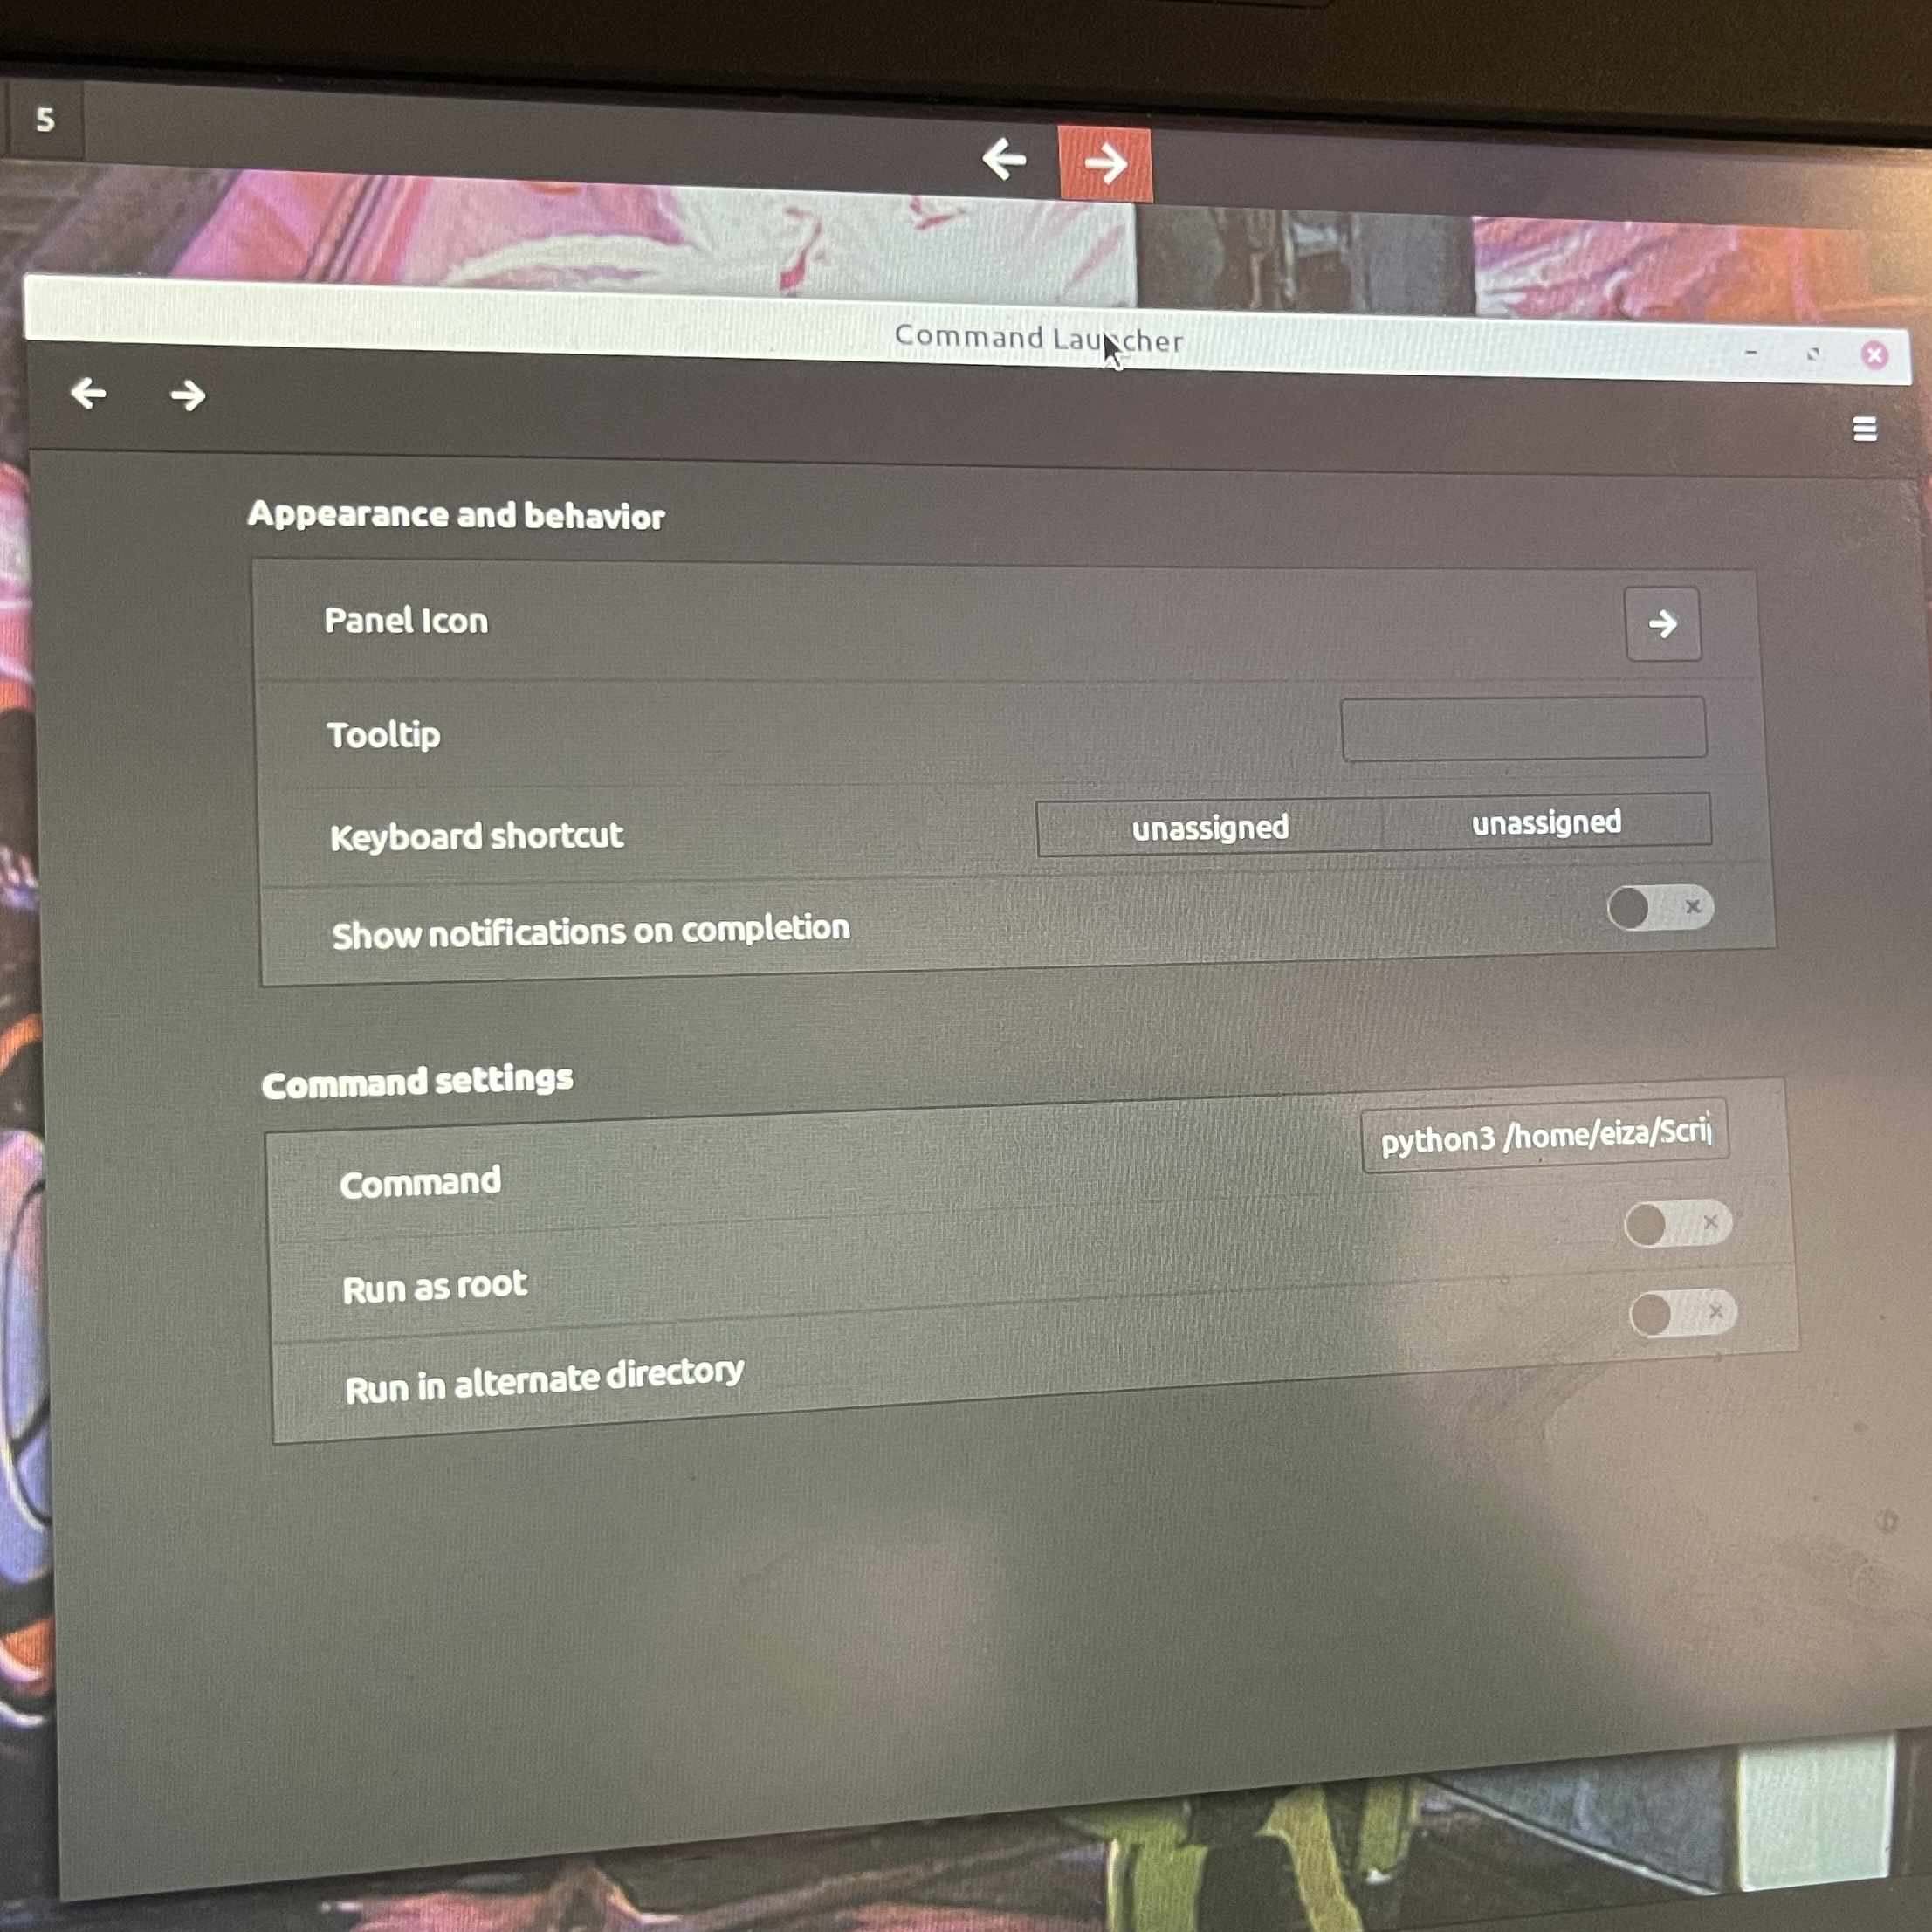 5
Command Launcher
Appearance and behavior
Panel Icon
Tooltip
Keyboard shortcut unassigned unassigned
Show notifications on completion
Command settings
Command python3 /home/eiza/Scri
Run as root
Run in alternate directory